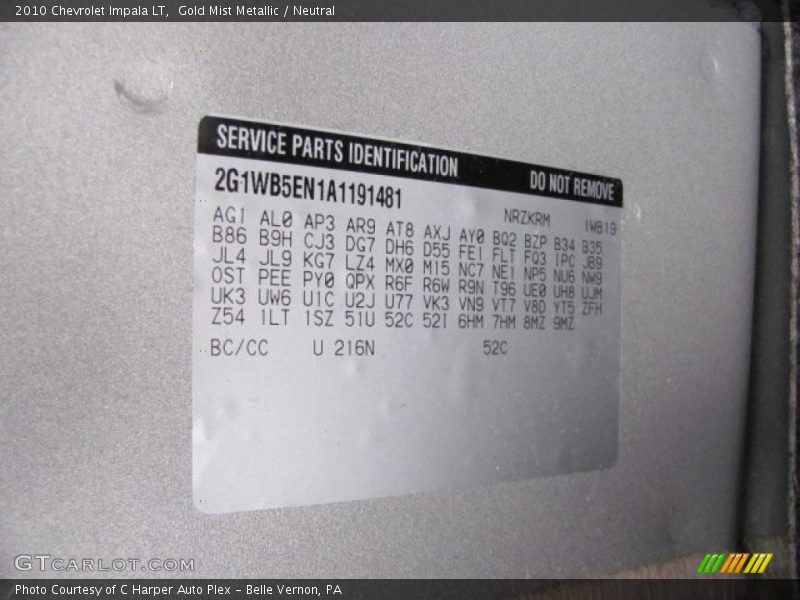 2010 Chevrolet Impala LT,  Gold Mist Metallic / Neutral
SERVICE PARTS IDENTIFICATION DO NOT REMOVE
2G1WB5EN1A1191481
NRZKRM 1WB19
AG1 AL0 AP3 AR9 AT8 AXJ AY0 BQ2 BZP B34 B35
B86 B9H CJ3 DG7 DH6 D55 FE1 FLT FQ3 IPC JB9
JL4 JL9 KG7 LZ4 MX0 M15 NC7 NE1 NP5 NU6 NW9
OST PEE PY0 QPX R6F R6W R9N T96 UE0 UH8 UJM
UK3 UW6 U1C U2J U77 VK3 VN9 VT7 V8D YT5 ZFH
Z54 1LT 1SZ 51U 52C 52I 6HM 7HM 8MZ 9MZ
BC/CC U 216N 52C
GTCARLOT.COM
Photo Courtesy of C Harper Auto Plex – Belle Vernon, PA